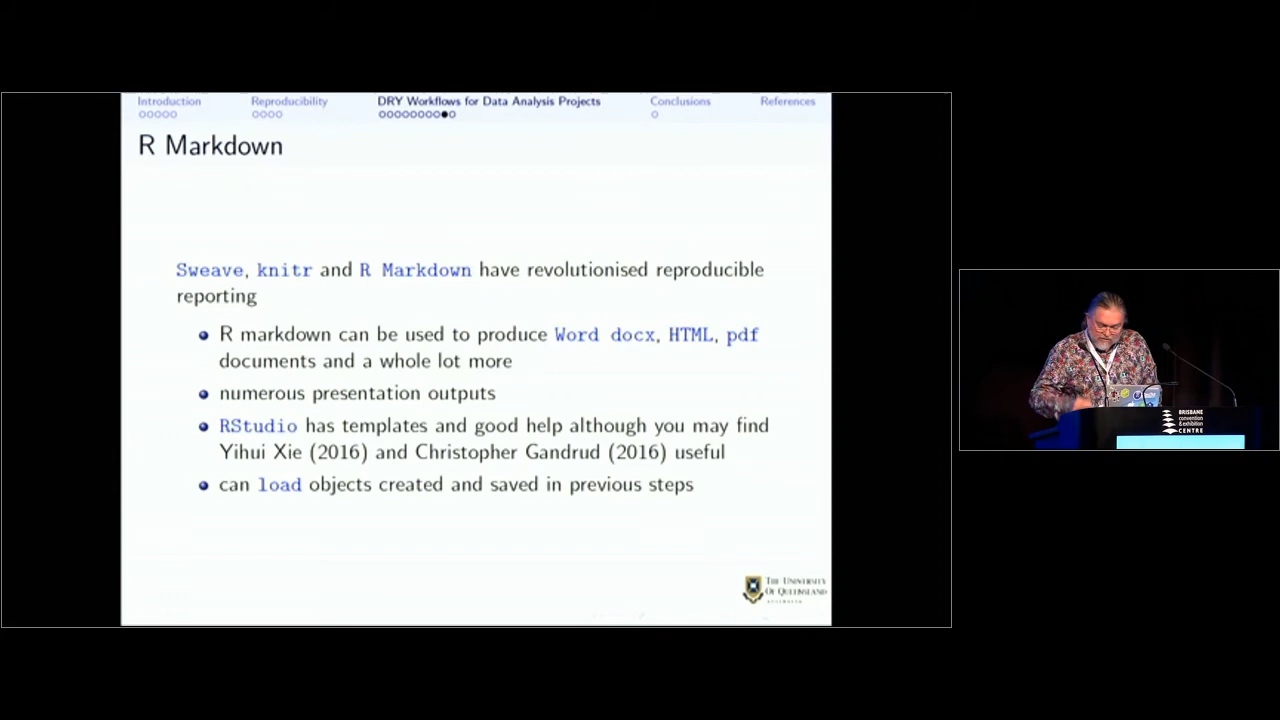 Introduction Reproducibility DRY Workflows for Data Analysis Projects Conclusions References
R Markdown
Sweave, knitr and R Markdown have revolutionised reproducible
reporting
R markdown can be used to produce Word docx, HTML, pdf
documents and a whole lot more
numerous presentation outputs
RStudio has templates and good help although you may find
Yihui Xie (2016) and Christopher Gandrud (2016) useful
can load objects created and saved in previous steps
THE UNIVERSITY
OF QUEENSLAND
AUSTRALIA
BRISBANE
convention
& exhibition
CENTRE